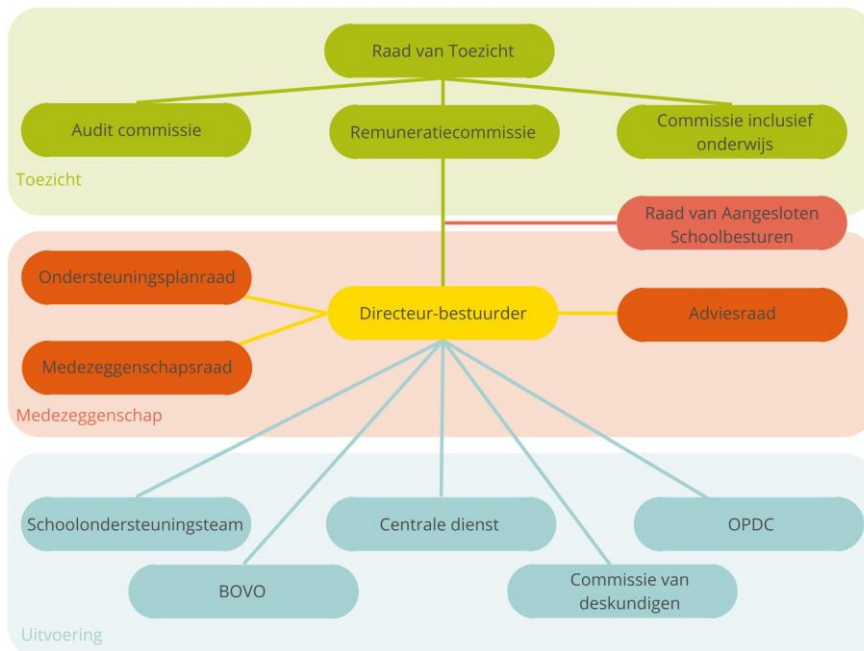 Raad van Toezicht
Audit commissie
Remuneratiecommissie
Commissie inclusief
onderwijs
Toezicht
Raad van Aangesloten
Schoolbesturen
Ondersteuningsplanraad
Directeur-bestuurder
Adviesraad
Medezeggenschapsraad
Medezeggenschap
Schoolondersteuningsteam
Centrale dienst
OPDC
BOVO
Commissie van
deskundigen
Uitvoering